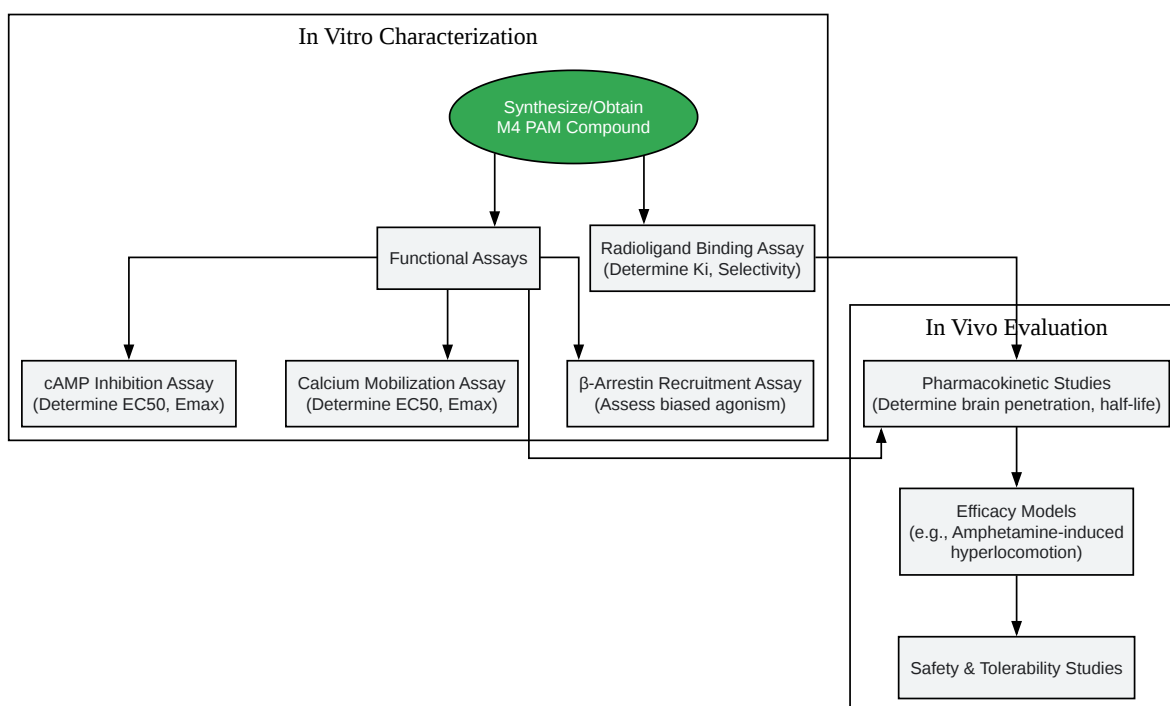 In Vitro Characterization
Synthesize/Obtain
M4 PAM Compound
Functional Assays
Radioligand Binding Assay
(Determine Ki, Selectivity)
cAMP Inhibition Assay
(Determine EC50, Emax)
Calcium Mobilization Assay
(Determine EC50, Emax)
β-Arrestin Recruitment Assay
(Assess biased agonism)
In Vivo Evaluation
Pharmacokinetic Studies
(Determine brain penetration, half-life)
Efficacy Models
(e.g., Amphetamine-induced
hyperlocomotion)
Safety & Tolerability Studies